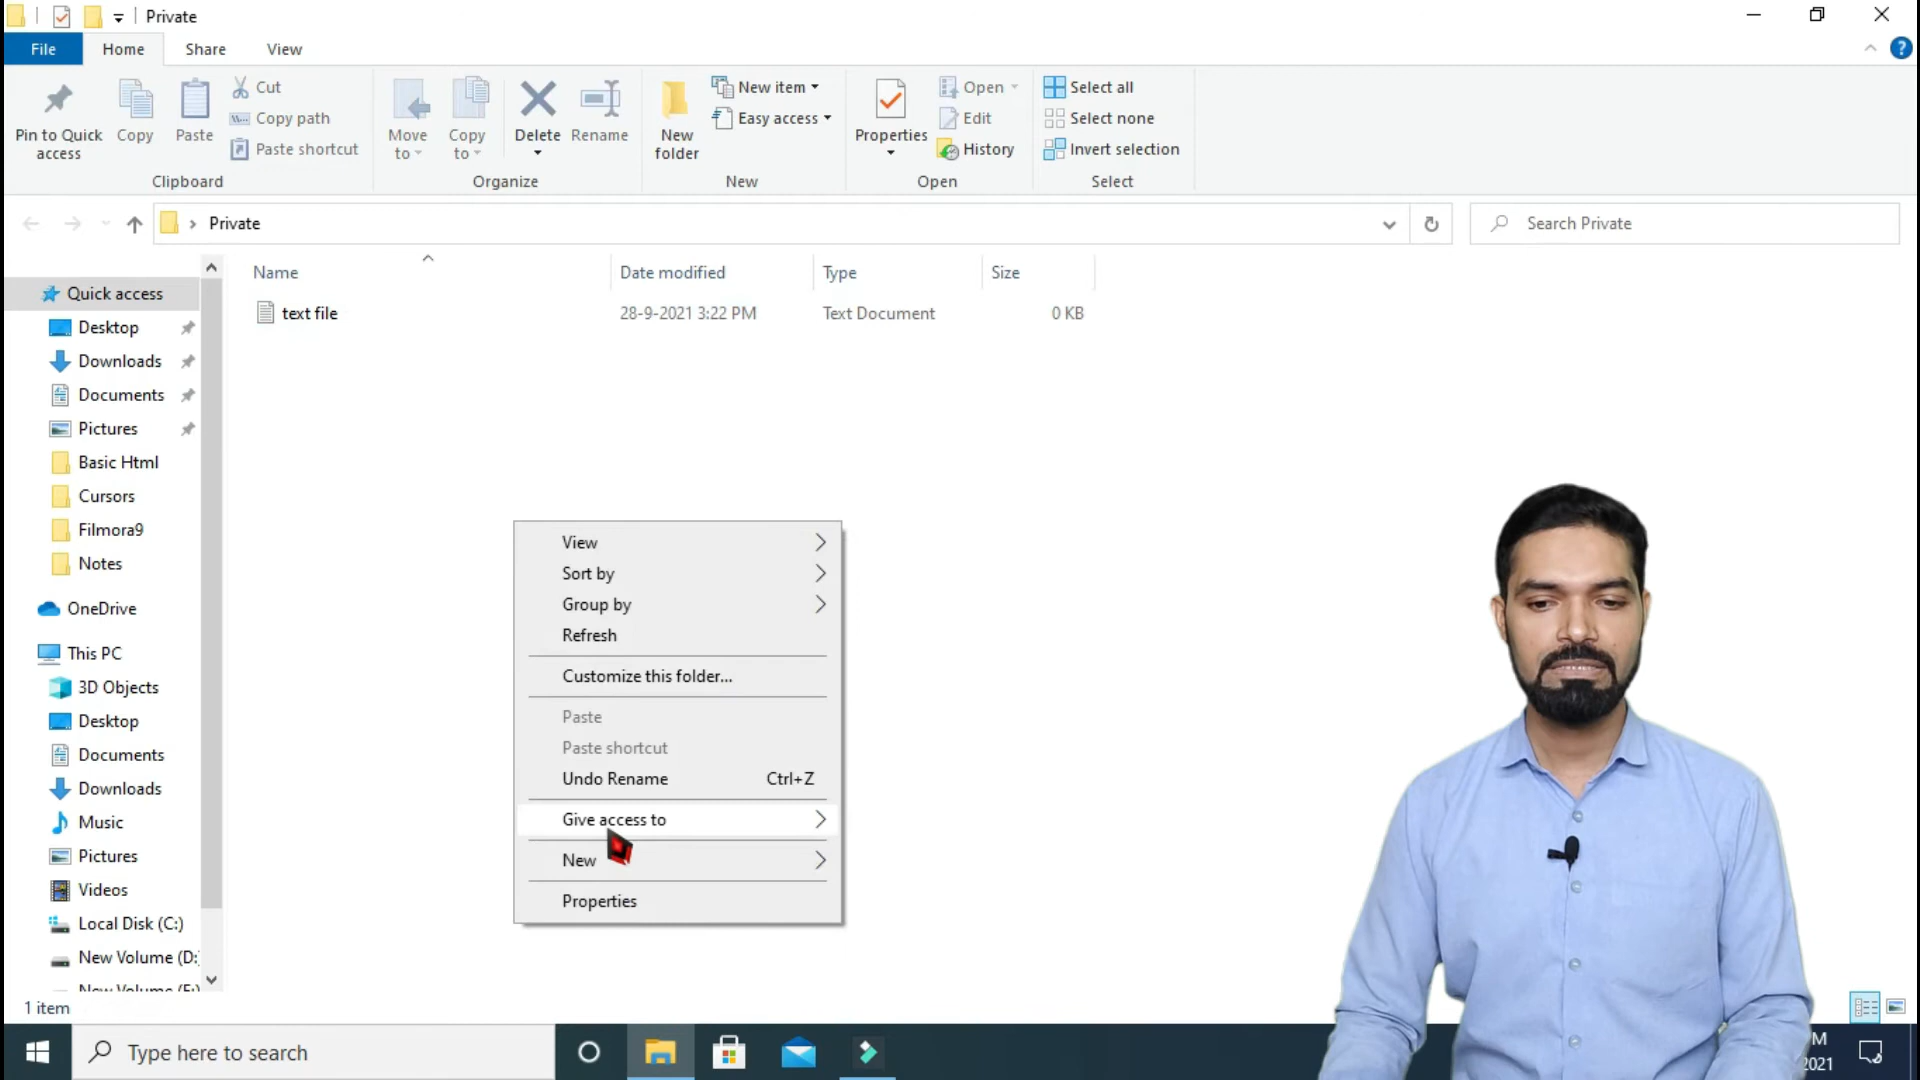 Private
File Home Share View
Pin to Quick access
Copy
Paste
Cut
Copy path
Paste shortcut
Clipboard
Move to
Copy to
Delete
Rename
Organize
New folder
New item
Easy access
New
Properties
Open
Edit
History
Open
Select all
Select none
Invert selection
Select
Private
Search Private
Name Date modified Type Size
text file 28-9-2021 3:22 PM Text Document 0 KB
Quick access
Desktop
Downloads
Documents
Pictures
Basic Html
Cursors
Filmora9
Notes
OneDrive
This PC
3D Objects
Desktop
Documents
Downloads
Music
Pictures
Videos
Local Disk (C:)
New Volume (D:)
View
Sort by
Group by
Refresh
Customize this folder...
Paste
Paste shortcut
Undo Rename Ctrl+Z
Give access to
New
Properties
1 item
Type here to search
M
2021